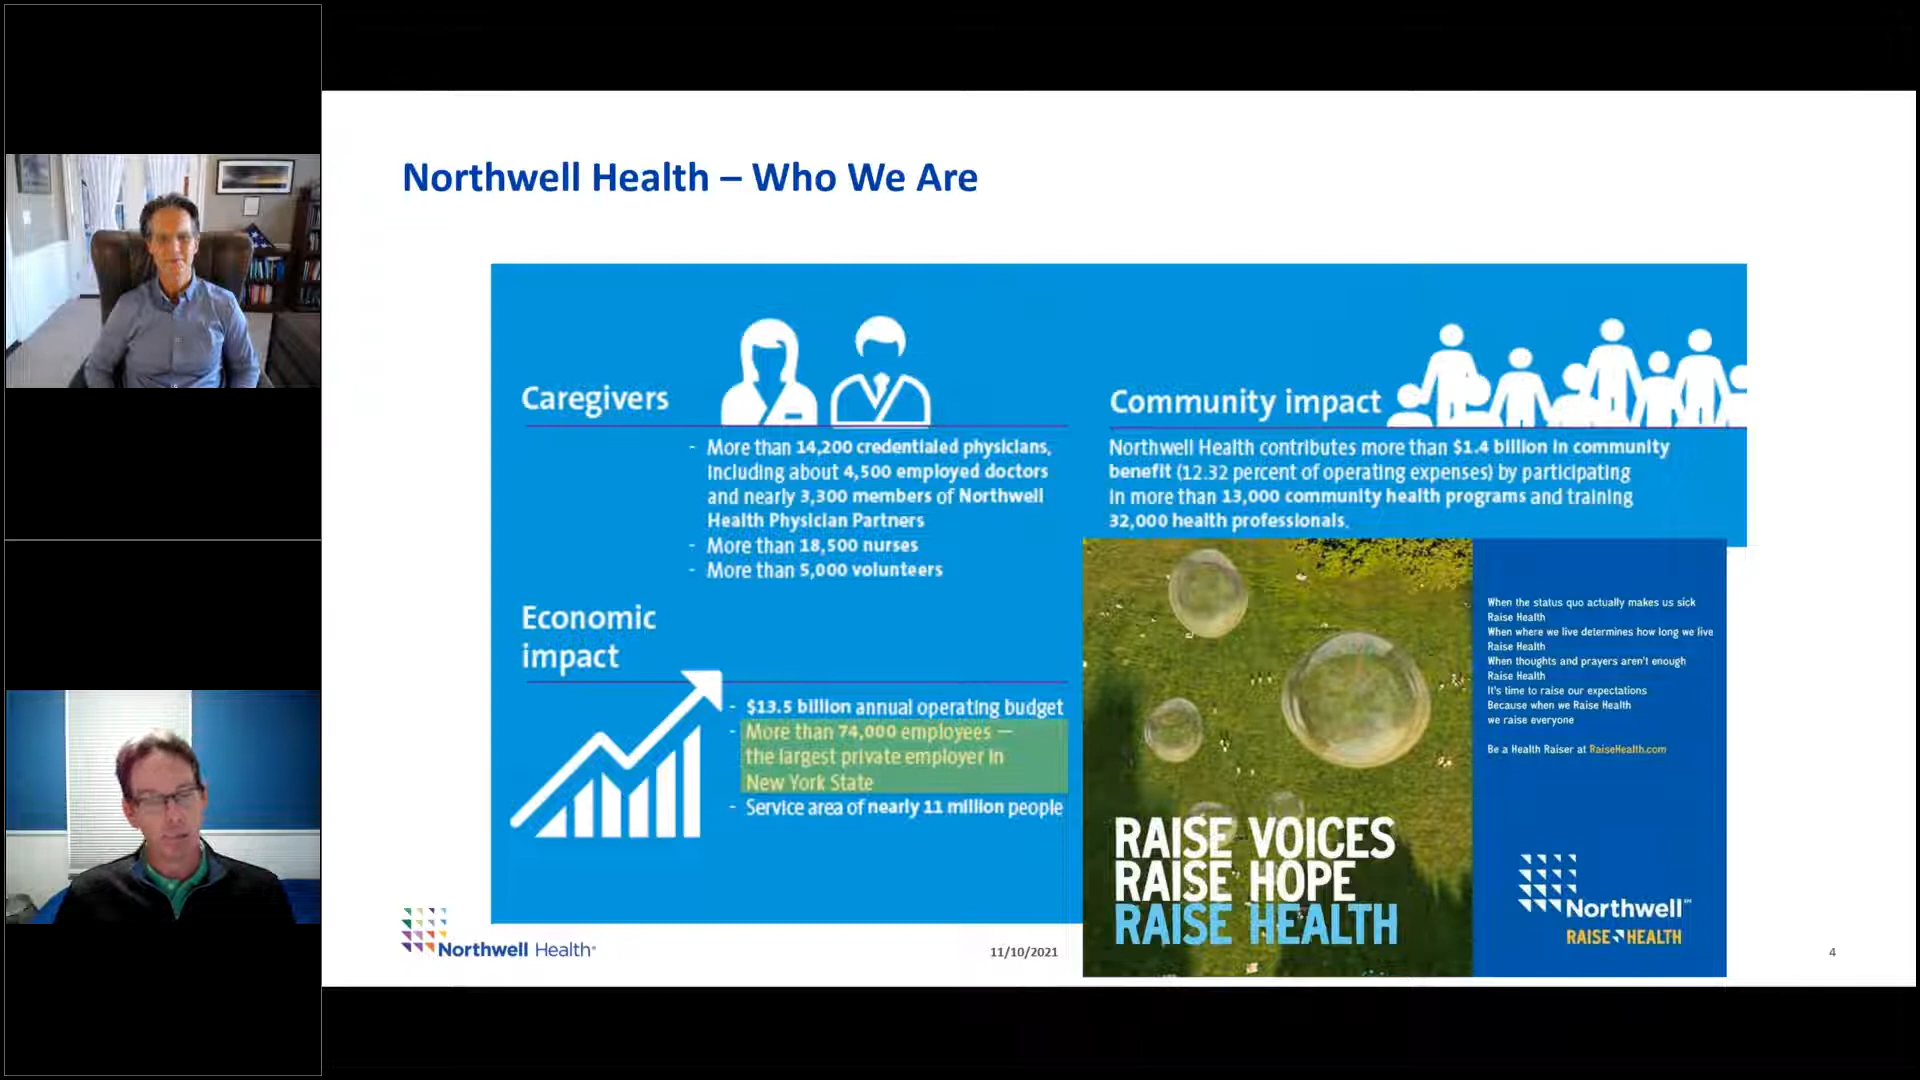 Northwell Health – Who We Are
Caregivers
- More than 14,200 credentialed physicians,
including about 4,500 employed doctors
and nearly 3,300 members of Northwell
Health Physician Partners
- More than 18,500 nurses
- More than 5,000 volunteers
Economic
impact
- $13.5 billion annual operating budget
- More than 74,000 employees —
the largest private employer in
New York State
- Service area of nearly 11 million people
Community impact
Northwell Health contributes more than $1.4 billion in community
benefit (12.32 percent of operating expenses) by participating
in more than 13,000 community health programs and training
32,000 health professionals.
RAISE VOICES
RAISE HOPE
RAISE HEALTH
When the status quo actually makes us sick
Raise Health
When where we live determines how long we live
Raise Health
When thoughts and prayers aren't enough
Raise Health
It's time to raise our expectations
Because when we Raise Health
we raise everyone
Be a Health Raiser at RaiseHealth.com
Northwell℠
RAISE HEALTH
Northwell Health®
11/10/2021
4